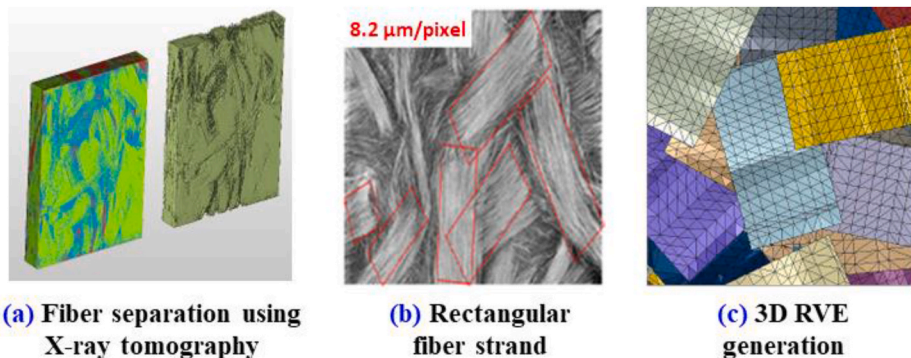 8.2 μm/pixel
(a) Fiber separation using
X-ray tomography
(b) Rectangular
fiber strand
(c) 3D RVE
generation